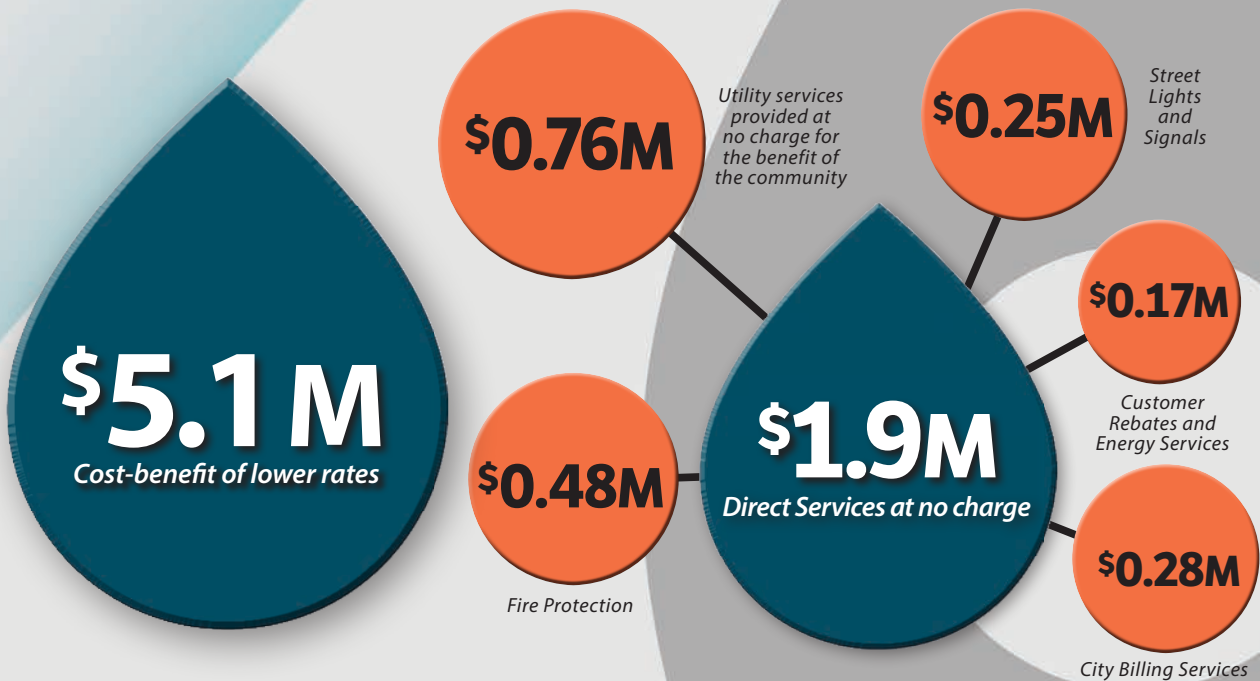 $5.1 M
Cost-benefit of lower rates
$0.76M
Utility services
provided at
no charge for
the benefit of
the community
$0.25M
Street
Lights
and
Signals
$0.17M
Customer
Rebates and
Energy Services
$0.48M
Fire Protection
$1.9M
Direct Services at no charge
$0.28M
City Billing Services